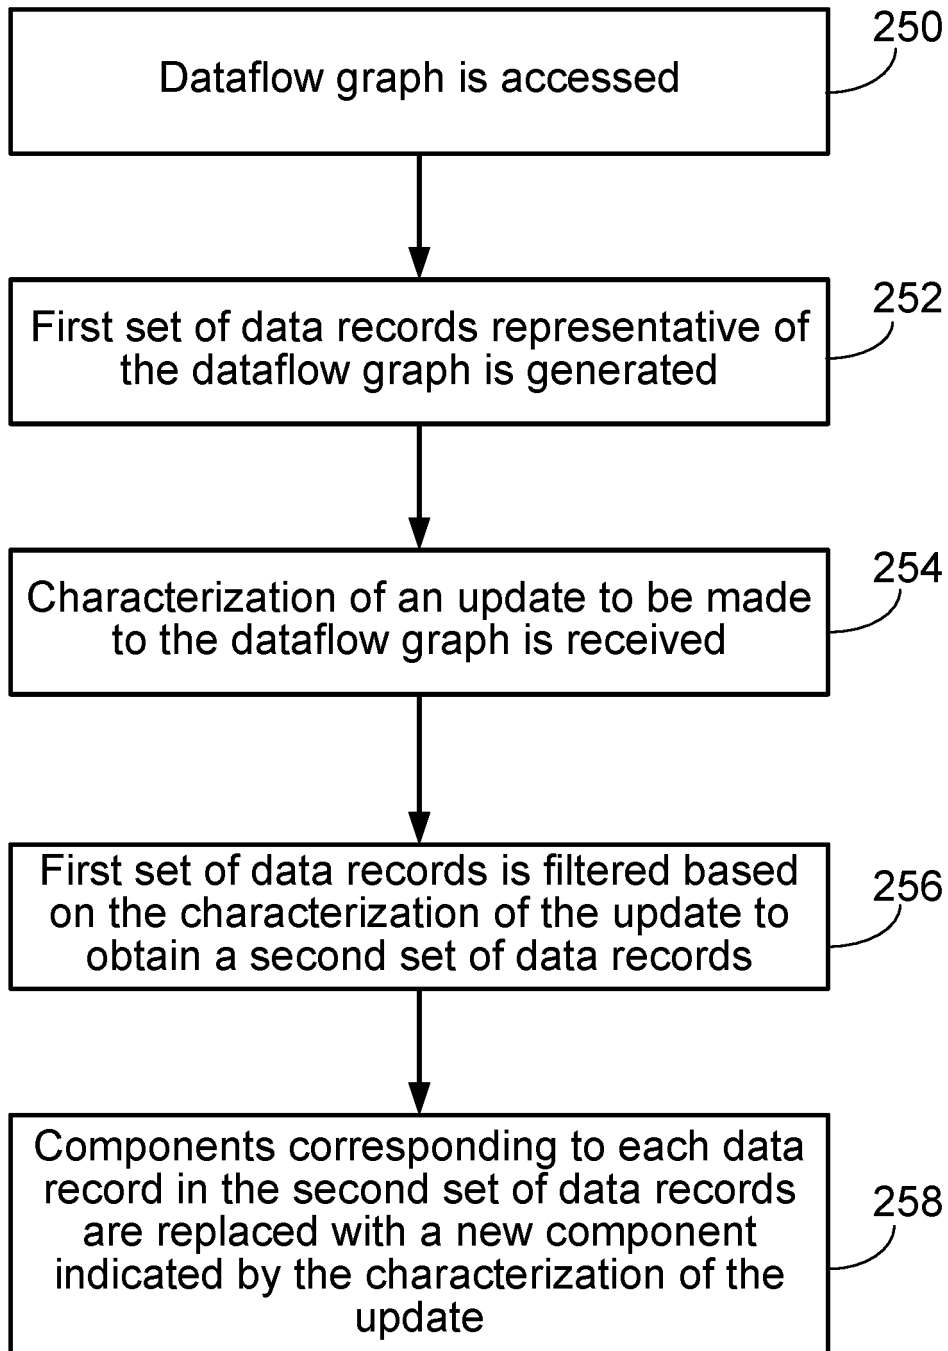 250
Dataflow graph is accessed
252
First set of data records representative of
the dataflow graph is generated
254
Characterization of an update to be made
to the dataflow graph is received
256
First set of data records is filtered based
on the characterization of the update to
obtain a second set of data records
258
Components corresponding to each data
record in the second set of data records
are replaced with a new component
indicated by the characterization of the
update